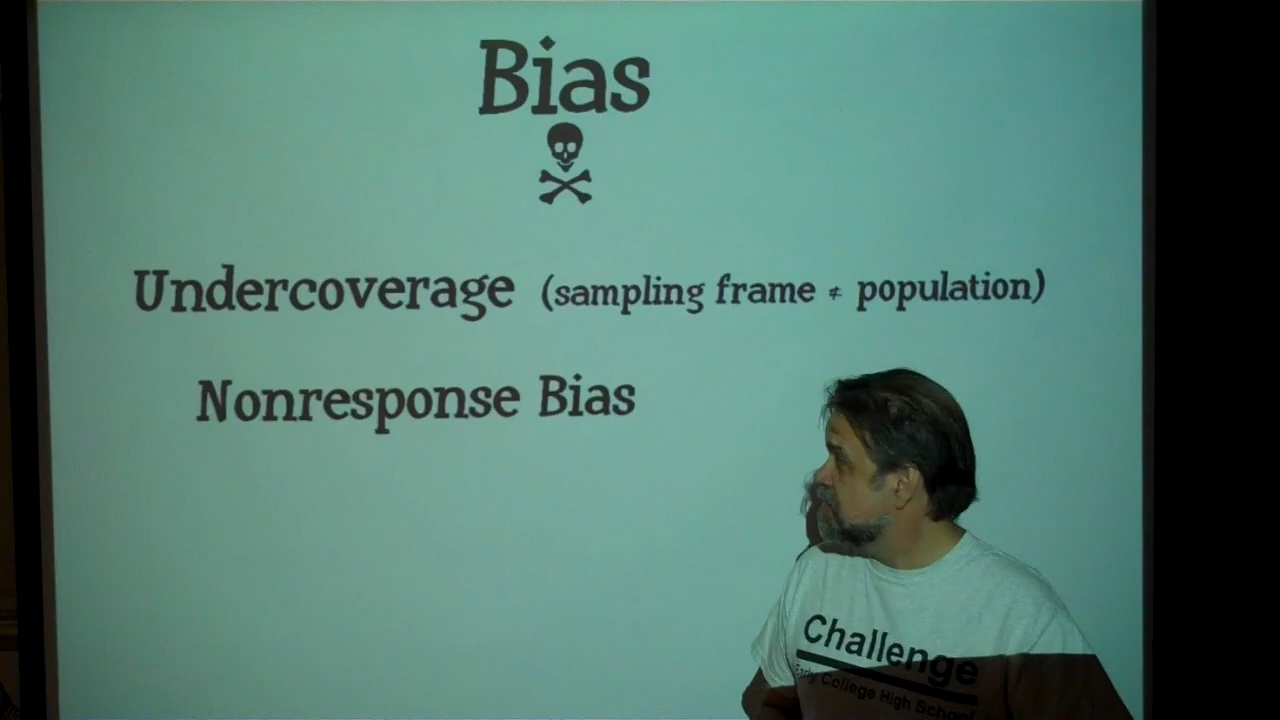 Bias
Undercoverage (sampling frame ≠ population)
Nonresponse Bias
Challenge
Early College High School